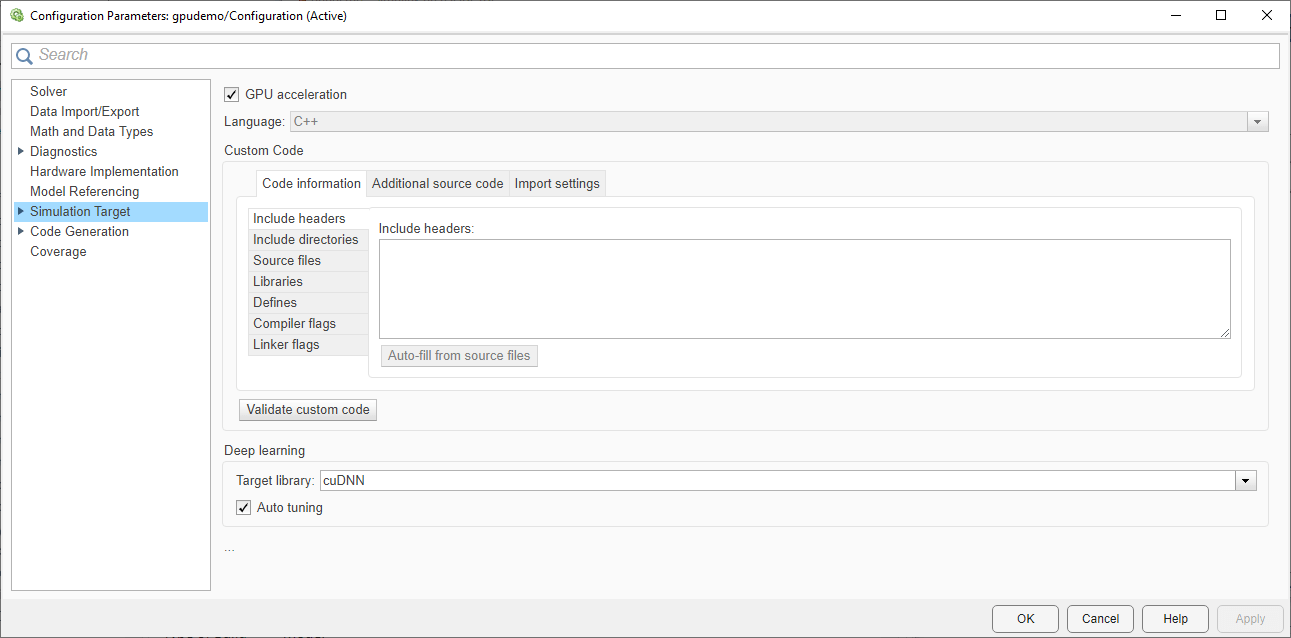 Configuration Parameters: gpudemo/Configuration (Active)
Search
Solver
Data Import/Export
Math and Data Types
Diagnostics
Hardware Implementation
Model Referencing
Simulation Target
Code Generation
Coverage
GPU acceleration
Language: C++
Custom Code
Code information Additional source code Import settings
Include headers
Include directories
Source files
Libraries
Defines
Compiler flags
Linker flags
Include headers:
Auto-fill from source files
Validate custom code
Deep learning
Target library: cuDNN
Auto tuning
...
OK Cancel Help Apply